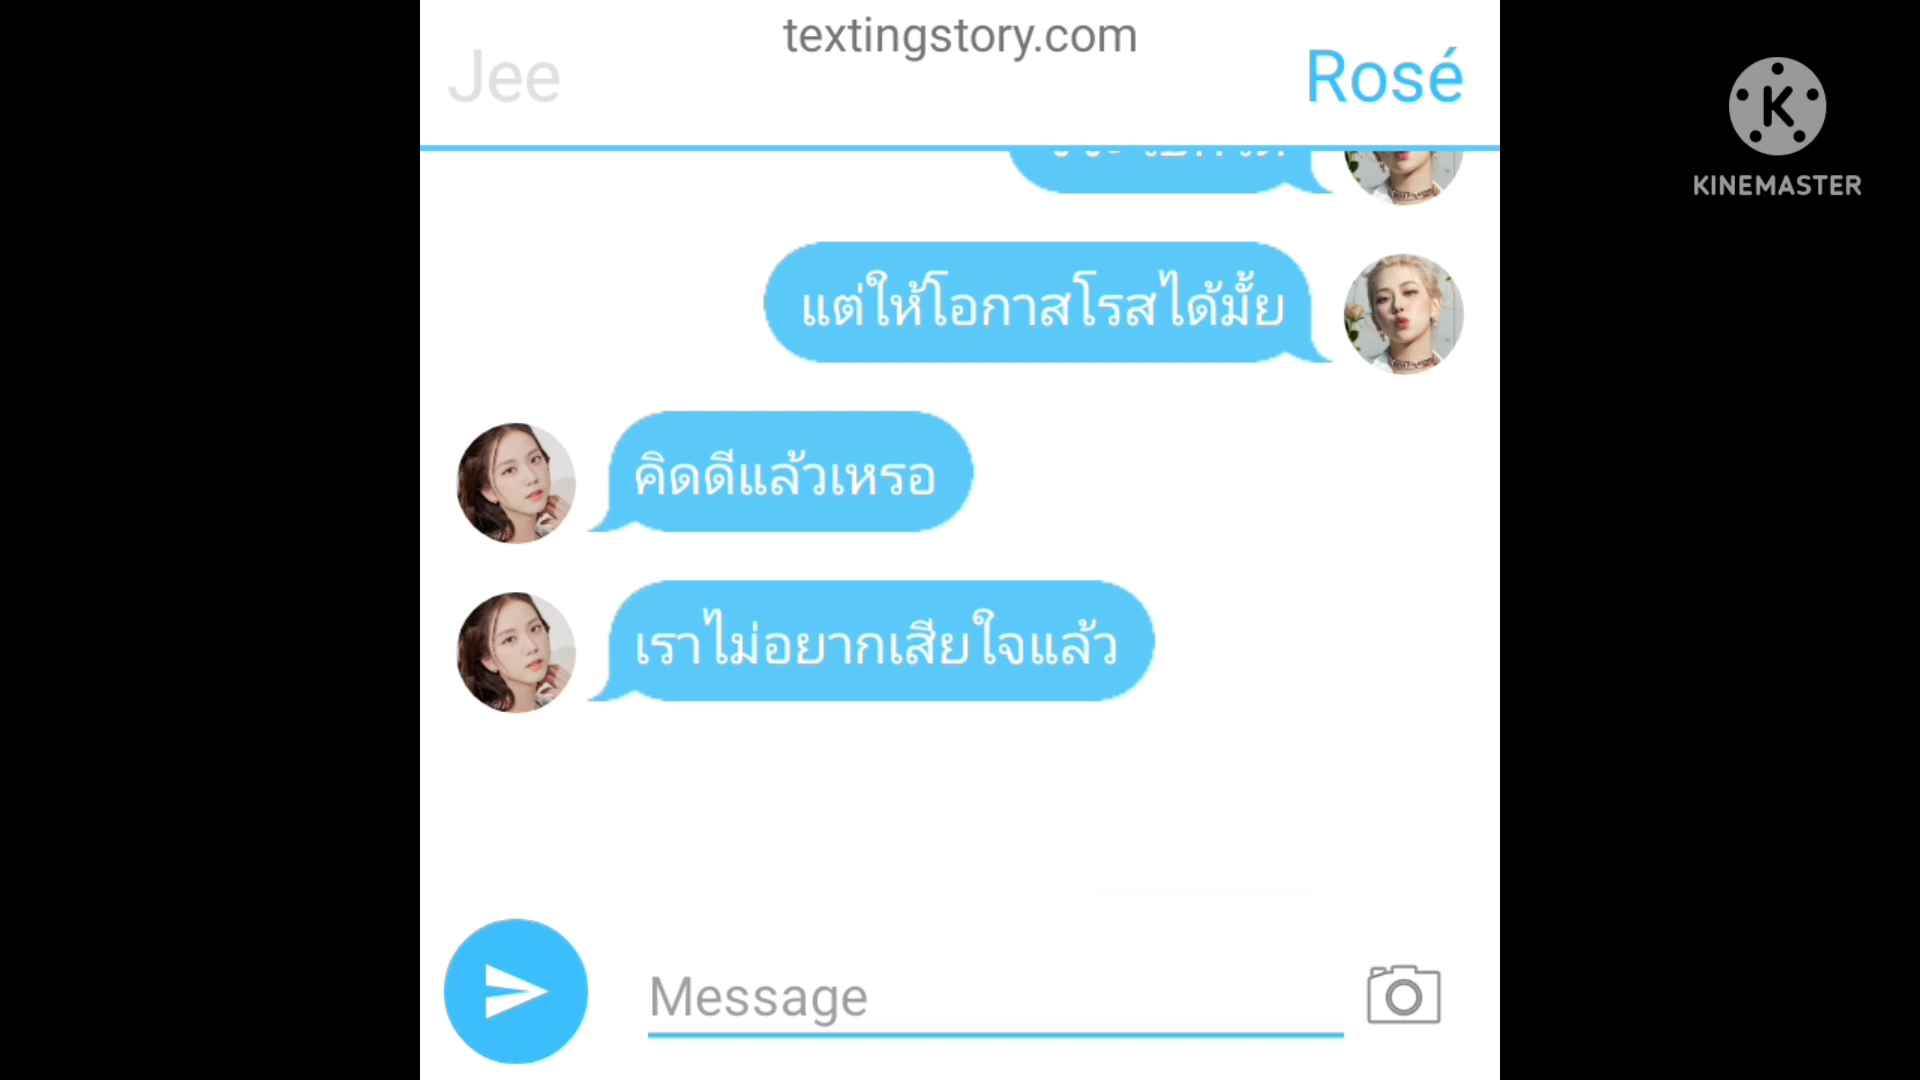 textingstory.com
Jee
Rosé
KINEMASTER
แต่ให้โอกาสโรสได้มั้ย
คิดดีแล้วเหรอ
เราไม่อยากเสียใจแล้ว
Message